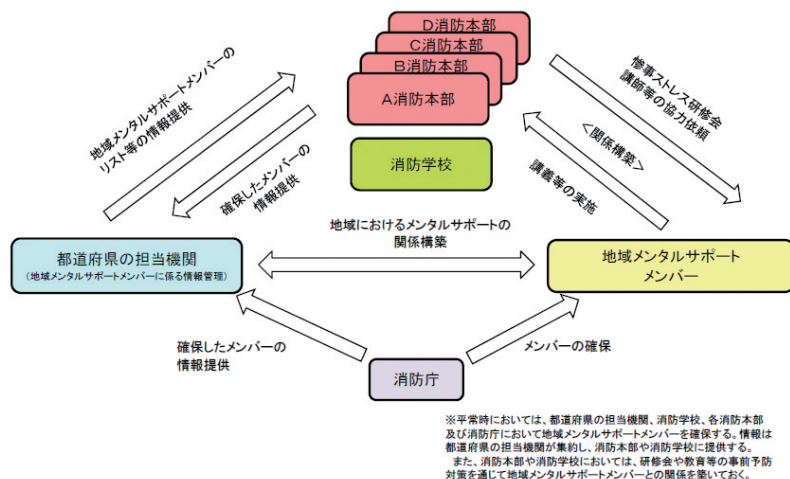 D消防本部
C消防本部
B消防本部
A消防本部
消防学校
地域メンタルサポートメンバーの
リスト等の情報提供
確保したメンバーの
情報提供
惨事ストレス研修会
講師等の協力依頼
<関係構築>
講義等の実施
地域におけるメンタルサポートの
関係構築
都道府県の担当機関
(地域メンタルサポートメンバーに係る情報管理)
地域メンタルサポート
メンバー
確保したメンバーの
情報提供
メンバーの確保
消防庁
※平常時においては、都道府県の担当機関、消防学校、各消防本部
及び消防庁において地域メンタルサポートメンバーを確保する。情報は
都道府県の担当機関が集約し、消防本部や消防学校に提供する。
また、消防本部や消防学校においては、研修会や教育等の事前予防
対策を通じて地域メンタルサポートメンバーとの関係を築いておく。